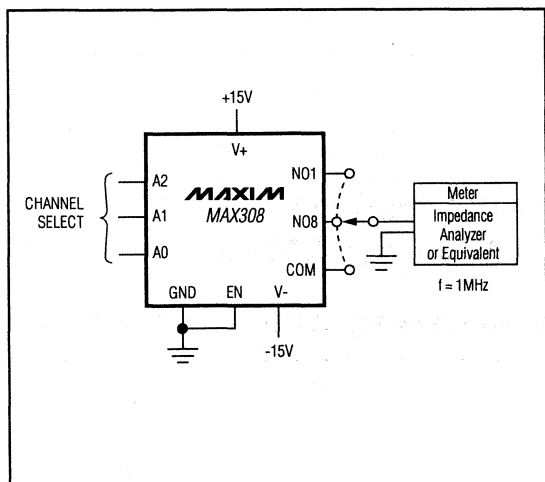 +15V
V+
A2
A1
A0
CHANNEL
SELECT
MAXIM
MAX308
NO1
NO8
COM
GND
EN
V-
-15V
Meter
Impedance
Analyzer
or Equivalent
f = 1MHz